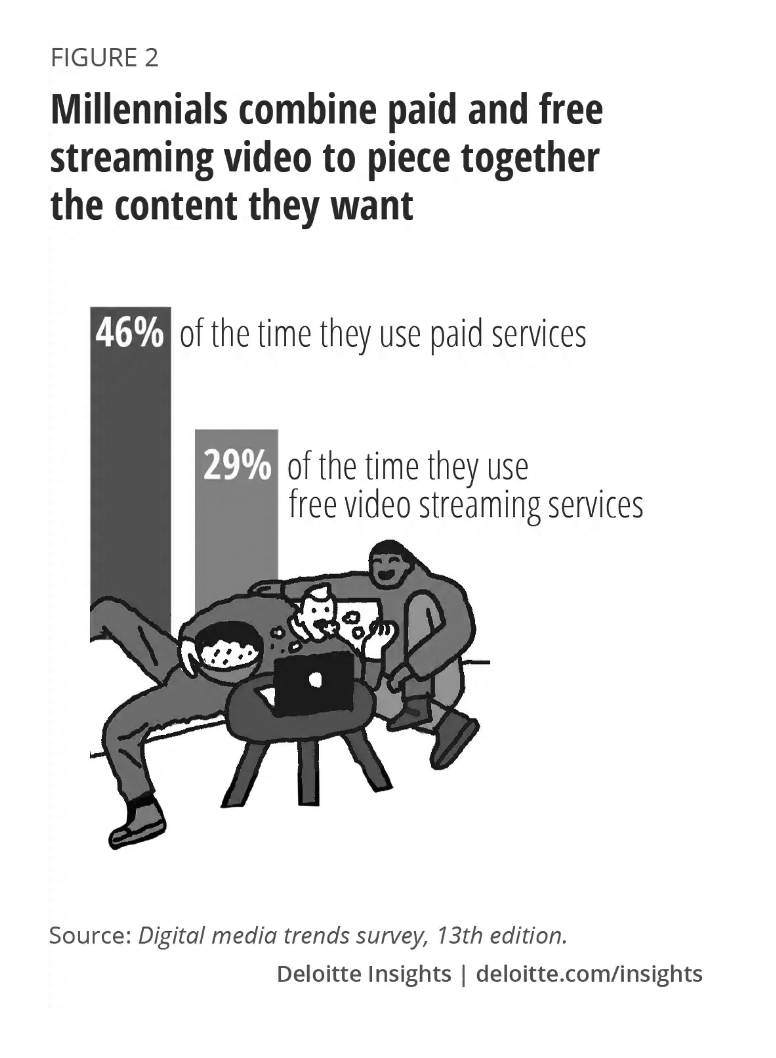 FIGURE 2
Millennials combine paid and free
streaming video to piece together
the content they want
46% of the time they use paid services
29% of the time they use
free video streaming services
Source: Digital media trends survey, 13th edition.
Deloitte Insights | deloitte.com/insights